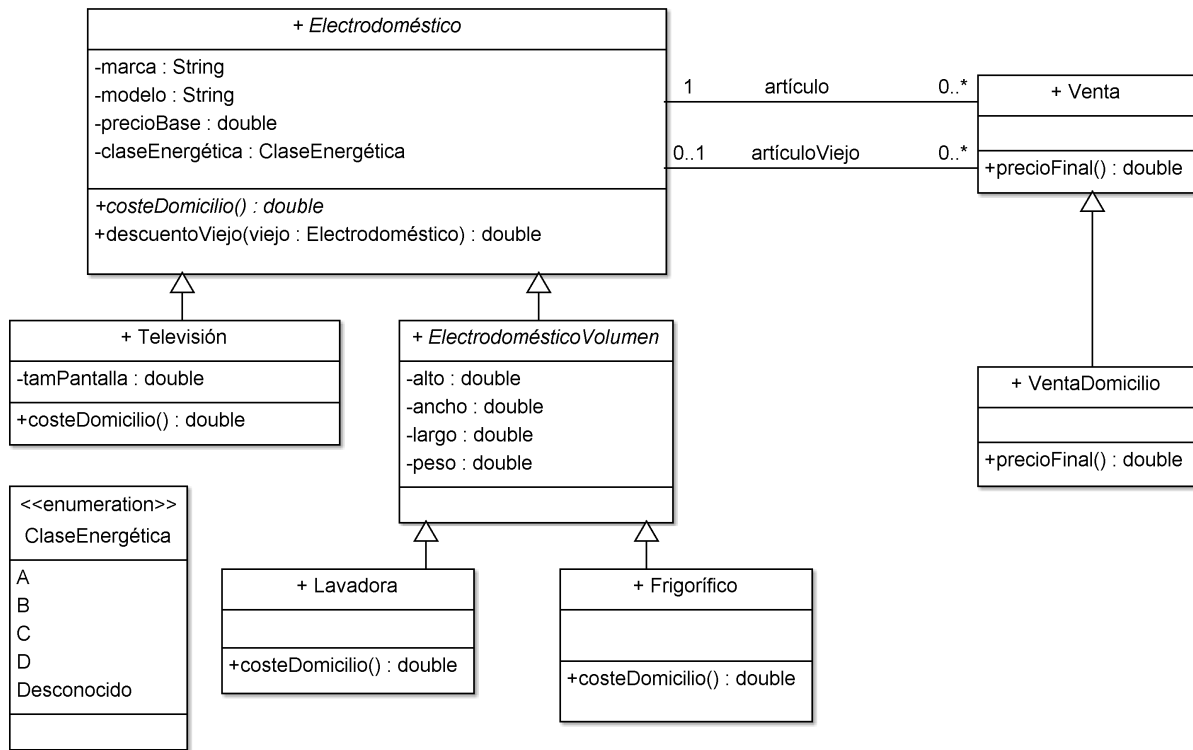 + Electrodoméstico
-marca : String
-modelo : String
-precioBase : double
-claseEnergética : ClaseEnergética
+costeDomicilio() : double
+descuentoViejo(viejo : Electrodoméstico) : double
1 artículo 0..*
0..1 artículoViejo 0..*
+ Venta
+precioFinal() : double
+ Televisión
-tamPantalla : double
+costeDomicilio() : double
+ ElectrodomésticoVolumen
-alto : double
-ancho : double
-largo : double
-peso : double
+ VentaDomicilio
+precioFinal() : double
<<enumeration>>
ClaseEnergética
A
B
C
D
Desconocido
+ Lavadora
+costeDomicilio() : double
+ Frigorífico
+costeDomicilio() : double